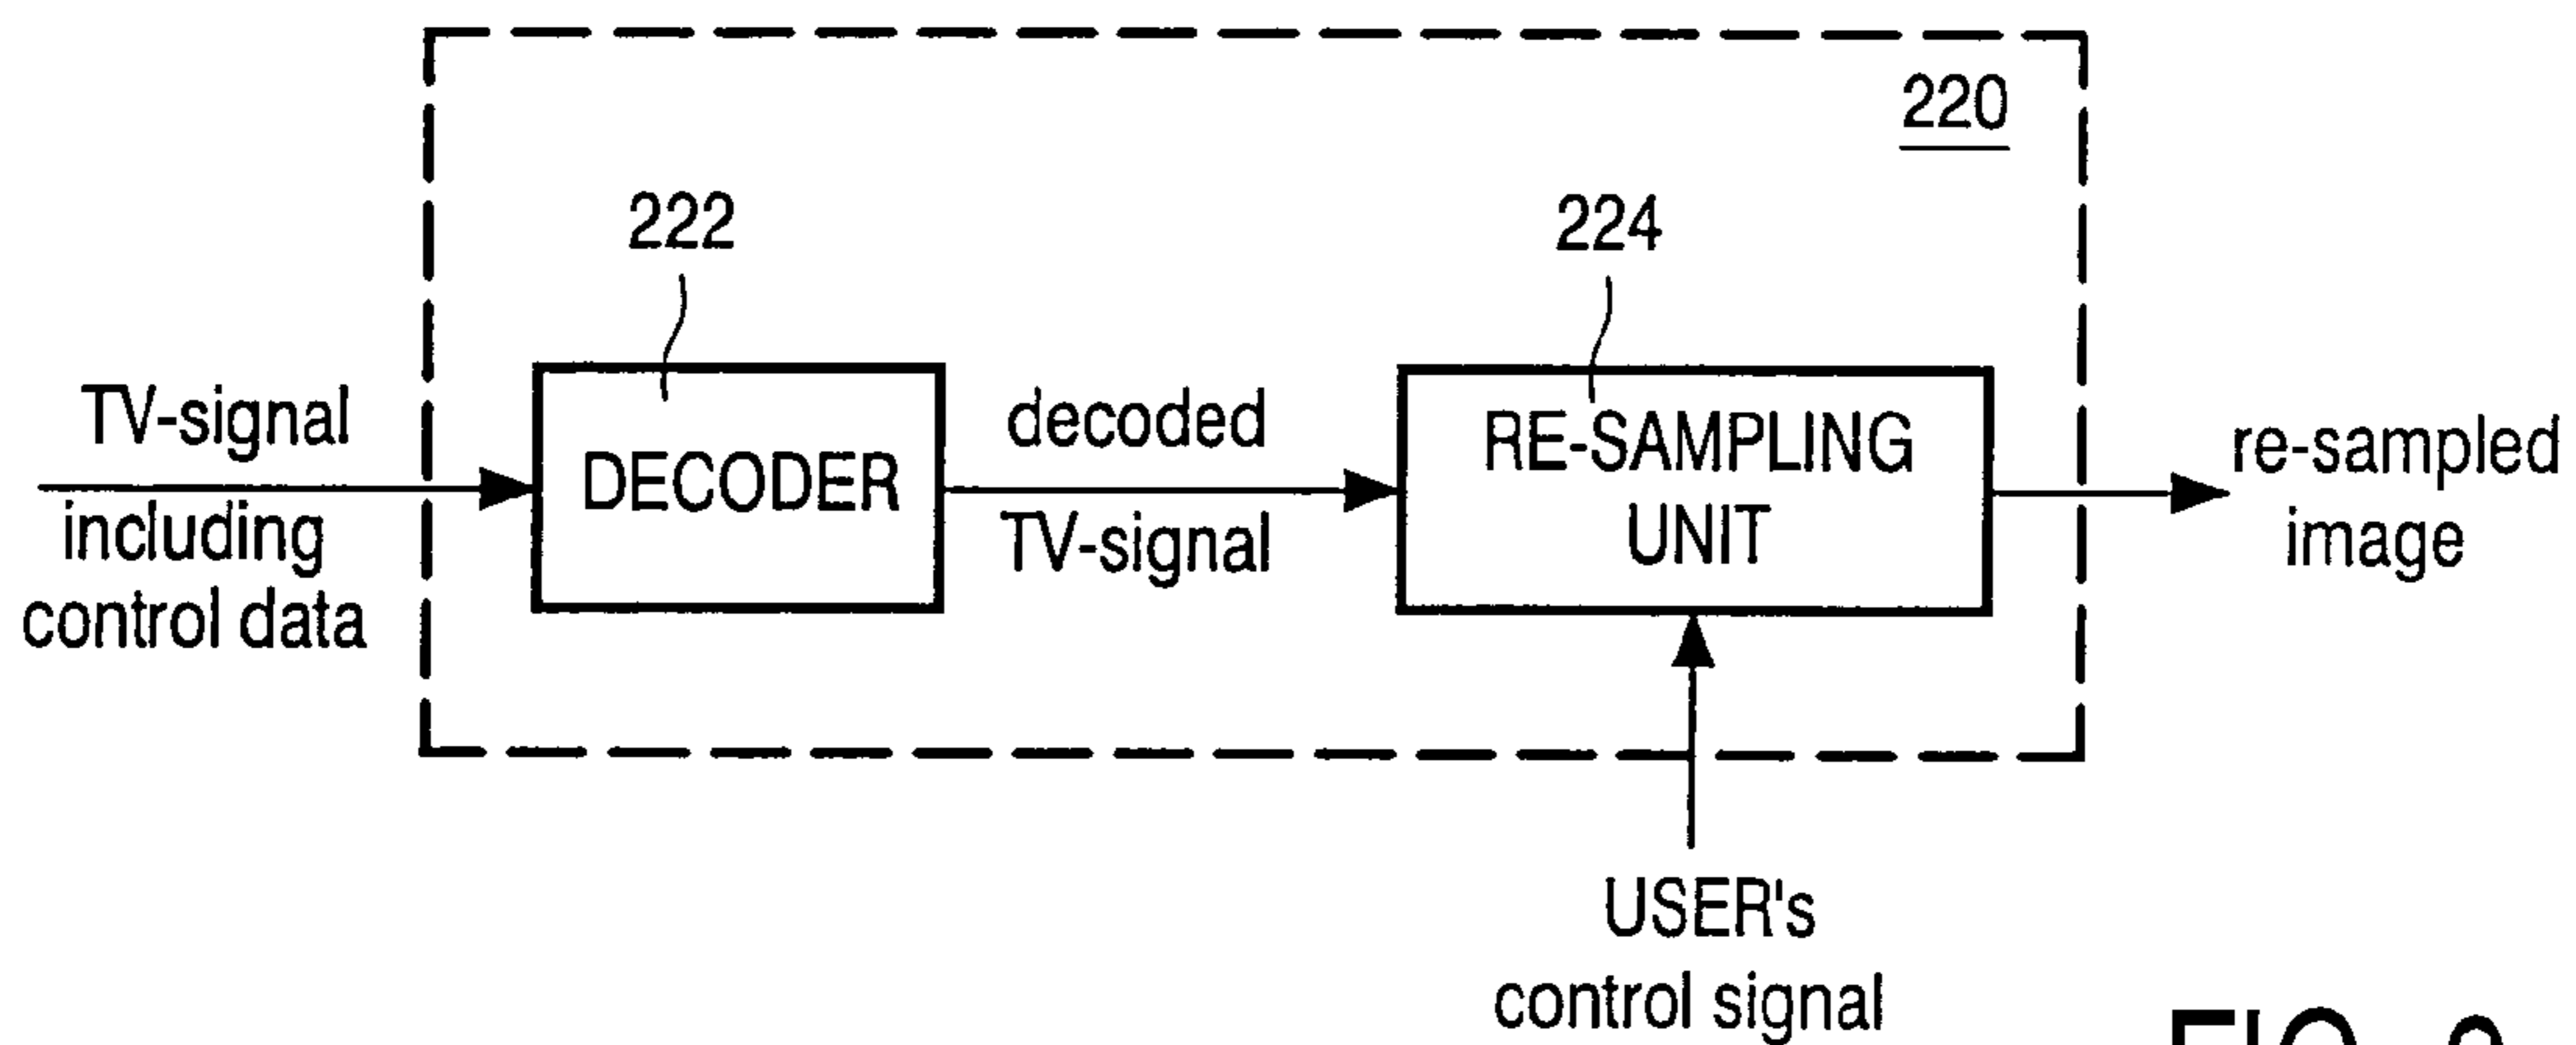 220
222
224
TV-signal
including
control data
DECODER
decoded
TV-signal
RE-SAMPLING
UNIT
re-sampled
image
USER's
control signal